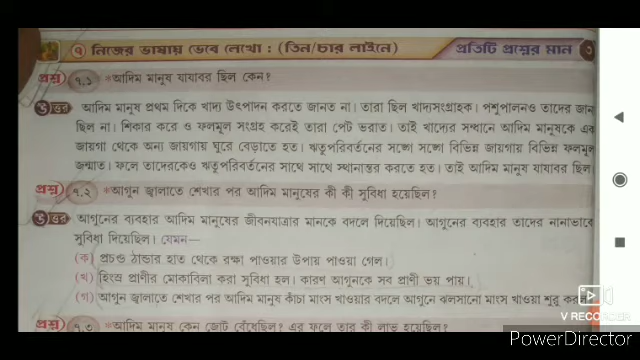 ৭ নিজের ভাষায় ভেবে লেখো : (তিন/চার লাইনে) প্রতিটি প্রশ্নের মান ৩
প্রশ্ন ৭.১ *আদিম মানুষ যাযাবর ছিল কেন?
উত্তর আদিম মানুষ প্রথম দিকে খাদ্য উৎপাদন করতে জানত না। তারা ছিল খাদ্যসংগ্রাহক। পশুপালনও তাদের জান
ছিল না। শিকার করে ও ফলমূল সংগ্রহ করেই তারা পেট ভরাত। তাই খাদ্যের সন্ধানে আদিম মানুষকে এক
জায়গা থেকে অন্য জায়গায় ঘুরে বেড়াতে হত। ঋতুপরিবর্তনের সঙ্গে সঙ্গে বিভিন্ন জায়গায় বিভিন্ন ফলমূল
জন্মাত। ফলে তাদেরকেও ঋতুপরিবর্তনের সাথে সাথে স্থানান্তর করতে হত। তাই আদিম মানুষ যাযাবর ছিল
প্রশ্ন ৭.২ *আগুন জ্বালাতে শেখার পর আদিম মানুষের কী কী সুবিধা হয়েছিল?
উত্তর আগুনের ব্যবহার আদিম মানুষের জীবনযাত্রার মানকে বদলে দিয়েছিল। আগুনের ব্যবহার তাদের নানাভাবে
সুবিধা দিয়েছিল। যেমন—
(ক) প্রচণ্ড ঠান্ডার হাত থেকে রক্ষা পাওয়ার উপায় পাওয়া গেল।
(খ) হিংস্র প্রাণীর মোকাবিলা করা সুবিধা হল। কারণ আগুনকে সব প্রাণী ভয় পায়।
(গ) আগুন জ্বালাতে শেখার পর আদিম মানুষ কাঁচা মাংস খাওয়ার বদলে আগুনে ঝলসানো মাংস খাওয়া শুরু করল
প্রশ্ন ৭.৩ *আদিম মানুষ কেন জোট বেঁধেছিল? এর ফলে তার কী লাভ হয়েছিল?
V RECORDER
PowerDirector